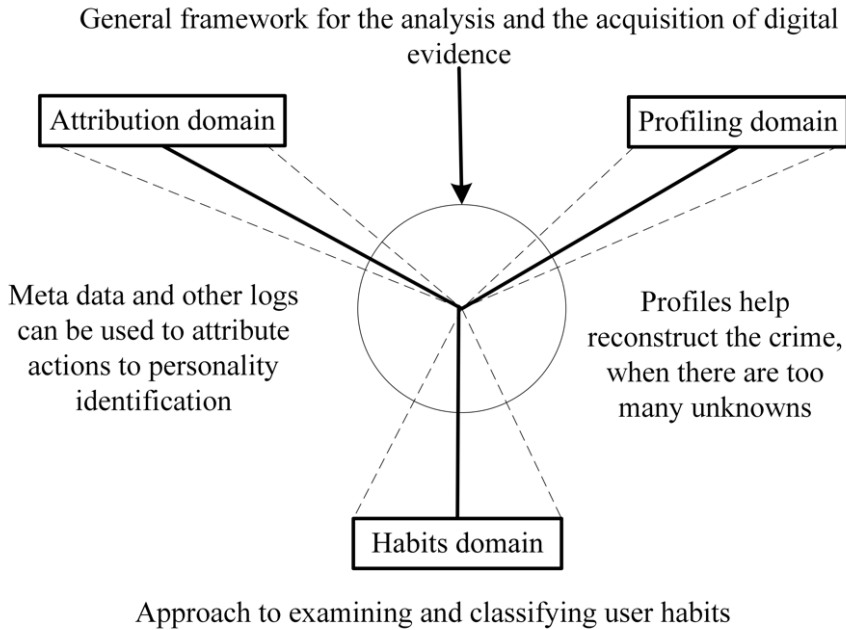 General framework for the analysis and the acquisition of digital
evidence
Attribution domain
Profiling domain
Meta data and other logs
can be used to attribute
actions to personality
identification
Profiles help
reconstruct the crime,
when there are too
many unknowns
Habits domain
Approach to examining and classifying user habits